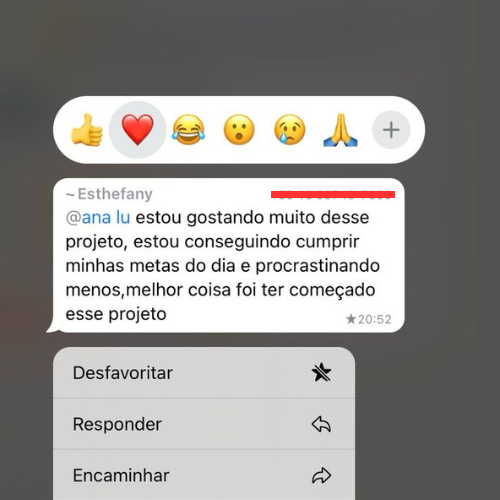 ~Esthefany
@ana lu estou gostando muito desse
projeto, estou conseguindo cumprir
minhas metas do dia e procrastinando
menos,melhor coisa foi ter começado
esse projeto
★20:52
Desfavoritar
Responder
Encaminhar